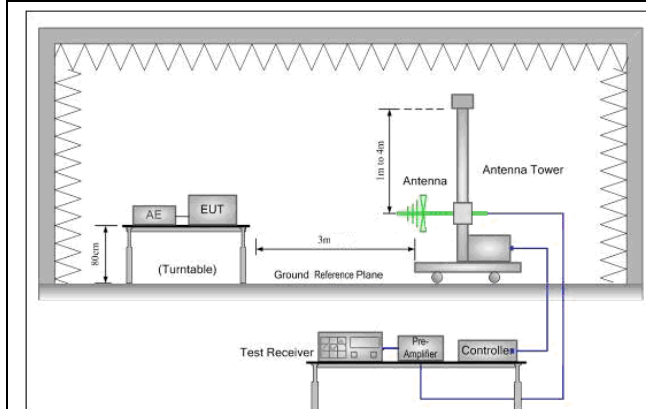 1m to 4m
Antenna
Antenna Tower
AE
EUT
80cm
(Turntable)
3m
Ground Reference Plane
Test Receiver
Pre-
Amplifier
Controller